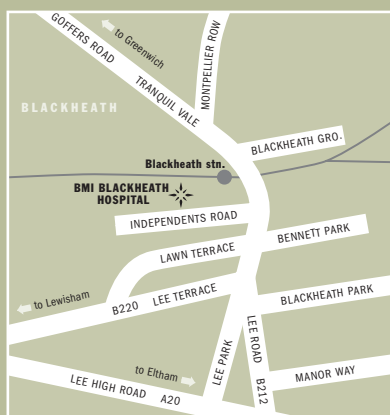 GOFFERS ROAD
to Greenwich
MONTPELLIER ROW
TRANQUIL VALE
BLACKHEATH
BLACKHEATH GRO.
Blackheath stn.
BMI BLACKHEATH
HOSPITAL
INDEPENDENTS ROAD
BENNETT PARK
LAWN TERRACE
to Lewisham
B220 LEE TERRACE
BLACKHEATH PARK
LEE ROAD B212
LEE PARK
to Eltham
MANOR WAY
LEE HIGH ROAD A20